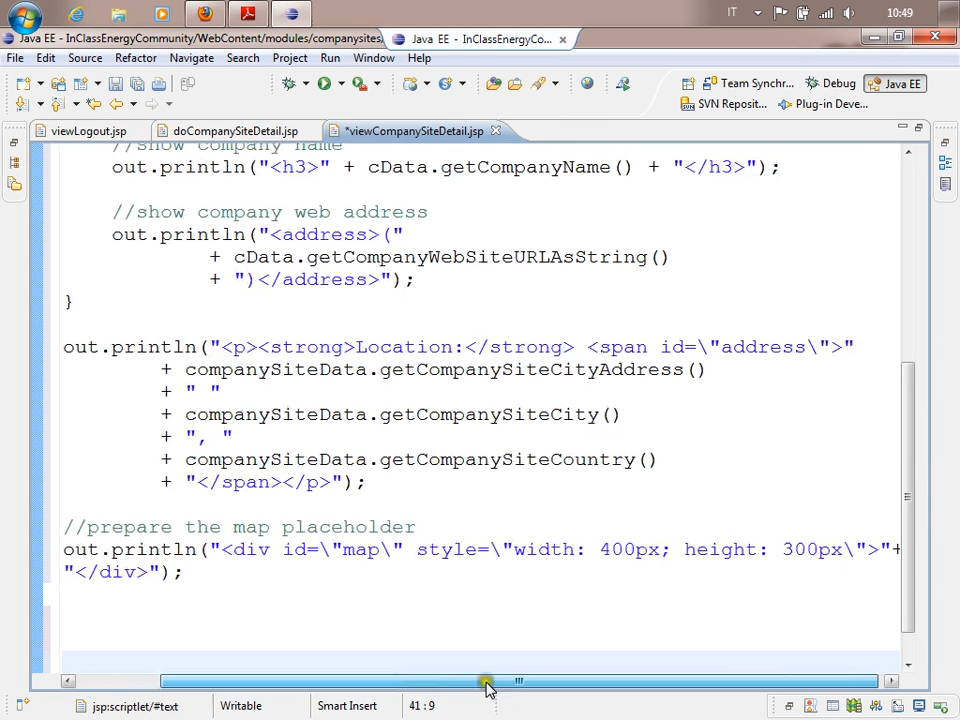 IT
10:49
Java EE - InClassEnergyCommunity/WebContent/modules/companysites
Java EE - InClassEnergyCo...
File Edit Source Refactor Navigate Search Project Run Window Help
Team Synchr... Debug Java EE
SVN Reposit... Plug-in Deve...
viewLogout.jsp doCompanySiteDetail.jsp *viewCompanySiteDetail.jsp
//show company name
out.println("<h3>" + cData.getCompanyName() + "</h3>");
//show company web address
out.println("<address>("
+ cData.getCompanyWebSiteURLAsString()
+ ")</address>");
}
out.println("<p><strong>Location:</strong> <span id=\"address\">"
+ companySiteData.getCompanySiteCityAddress()
+ " "
+ companySiteData.getCompanySiteCity()
+ ", "
+ companySiteData.getCompanySiteCountry()
+ "</span></p>");
//prepare the map placeholder
out.println("<div id=\"map\" style=\"width: 400px; height: 300px\">"+
"</div>");
jsp:scriptlet/#text Writable Smart Insert 41 : 9